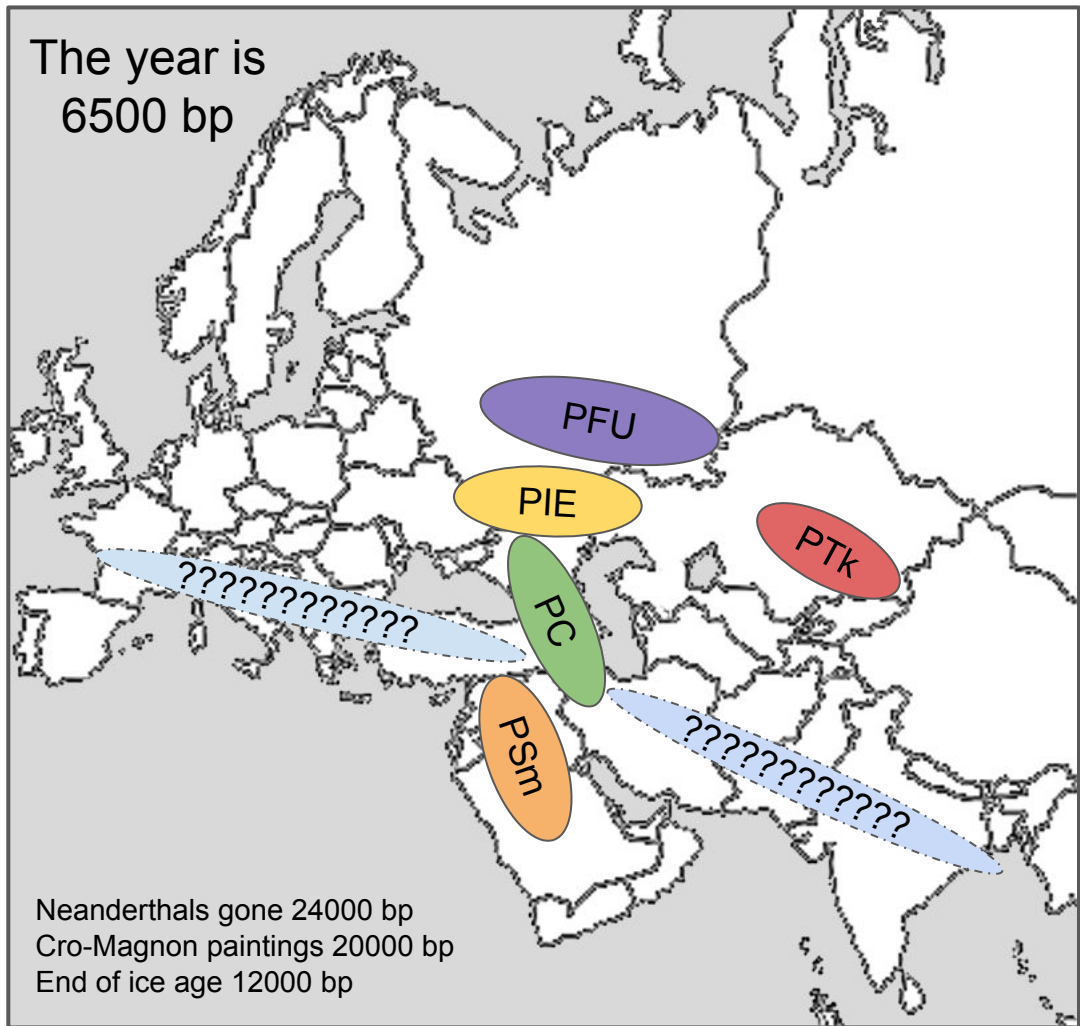 The year is
6500 bp
PFU
PIE
PTk
PC
????????????
PSm
????????????
Neanderthals gone 24000 bp
Cro-Magnon paintings 20000 bp
End of ice age 12000 bp